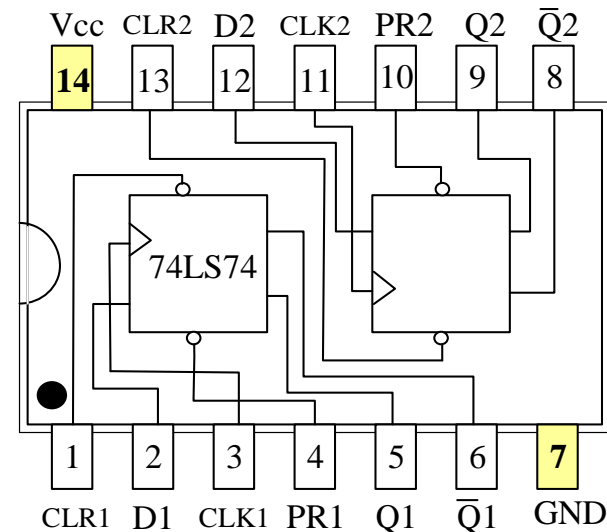 Vcc CLR2 D2 CLK2 PR2 Q2 Q̅2
14 13 12 11 10 9 8
74LS74
1 2 3 4 5 6 7
CLR1 D1 CLK1 PR1 Q1 Q̅1 GND